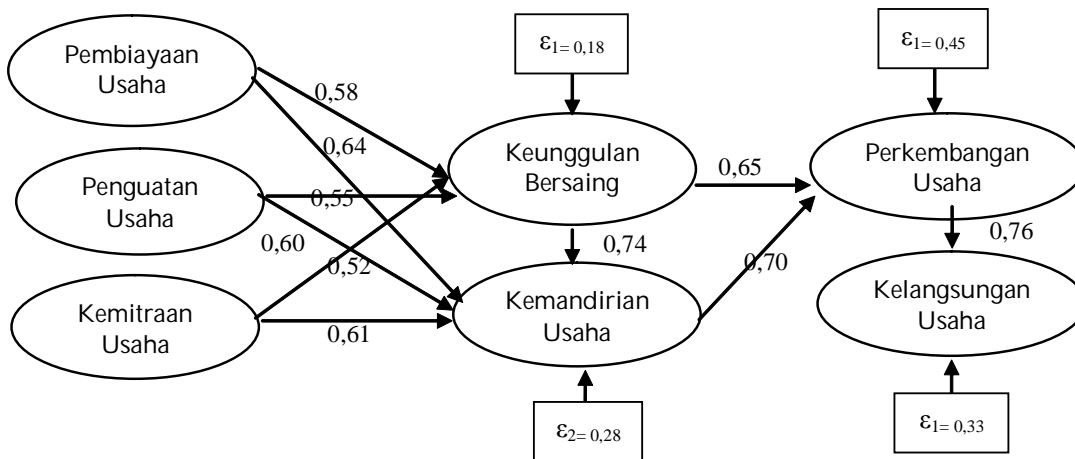 Pembiayaan
Usaha
ε1= 0,18
ε1= 0,45
0,58
0,64
Keunggulan
Bersaing
0,65
Perkembangan
Usaha
Penguatan
Usaha
0,55
0,60
0,52
0,74
0,70
0,76
Kemitraan
Usaha
0,61
Kemandirian
Usaha
Kelangsungan
Usaha
ε2= 0,28
ε1= 0,33